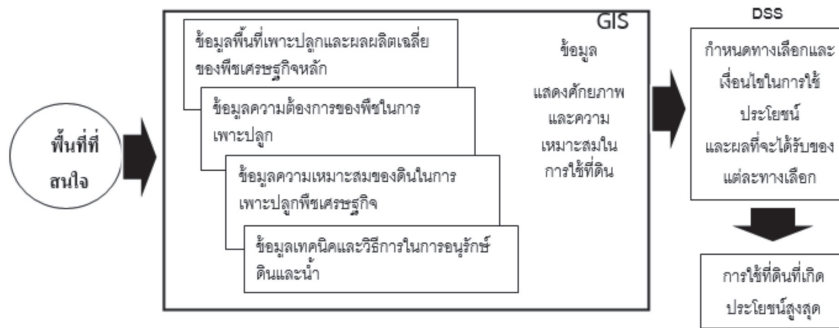 พื้นที่ที่
สนใจ
GIS
ข้อมูลพื้นที่เพาะปลูกและผลผลิตเฉลี่ย
ของพืชเศรษฐกิจหลัก
ข้อมูลความต้องการของพืชในการ
เพาะปลูก
ข้อมูลความเหมาะสมของดินในการ
เพาะปลูกพืชเศรษฐกิจ
ข้อมูลเทคนิคและวิธีการในการอนุรักษ์
ดินและน้ำ
ข้อมูล
แสดงศักยภาพ
และความ
เหมาะสมใน
การใช้ที่ดิน
DSS
กำหนดทางเลือกและ
เงื่อนไขในการใช้
ประโยชน์
และผลที่จะได้รับของ
แต่ละทางเลือก
การใช้ที่ดินที่เกิด
ประโยชน์สูงสุด